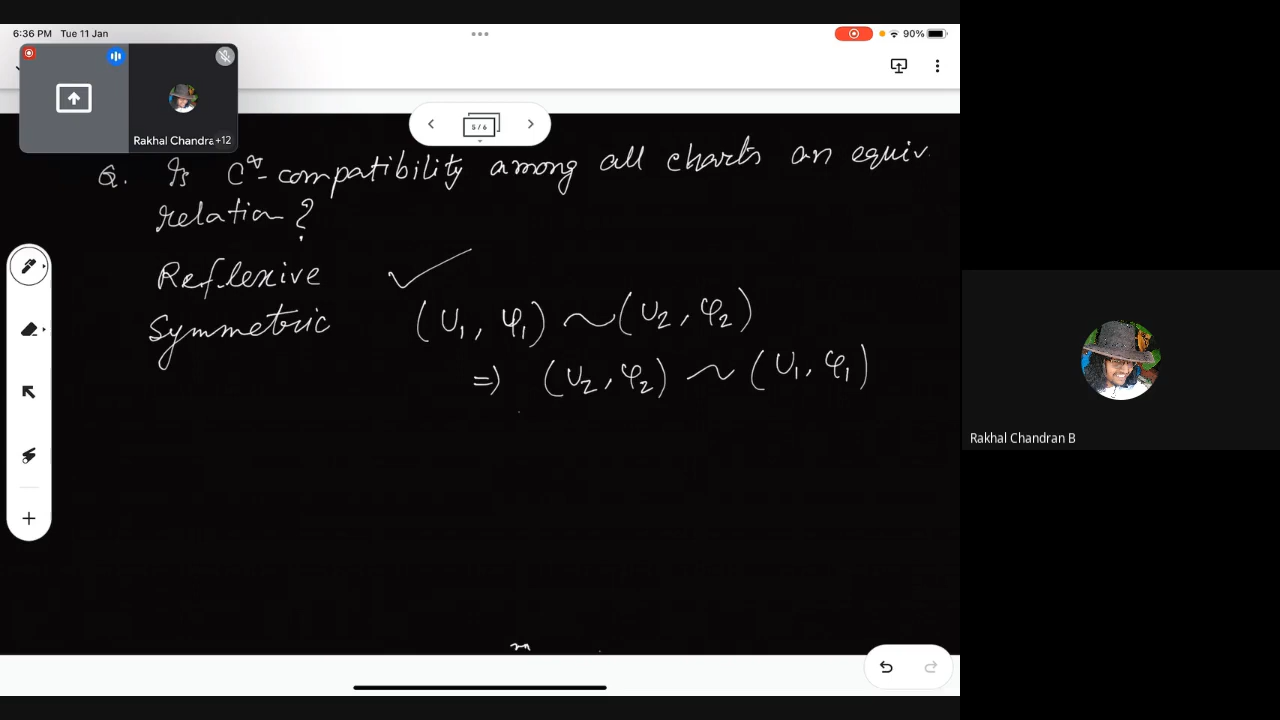 6:36 PM Tue 11 Jan
90%
Rakhal Chandra +12
5 / 6
Q. Is C^∞-compatibility among all charts an equiv.
relation?
Reflexive ✓
Symmetric (U₁, φ₁) ~ (U₂, φ₂)
=> (U₂, φ₂) ~ (U₁, φ₁)
Rakhal Chandran B